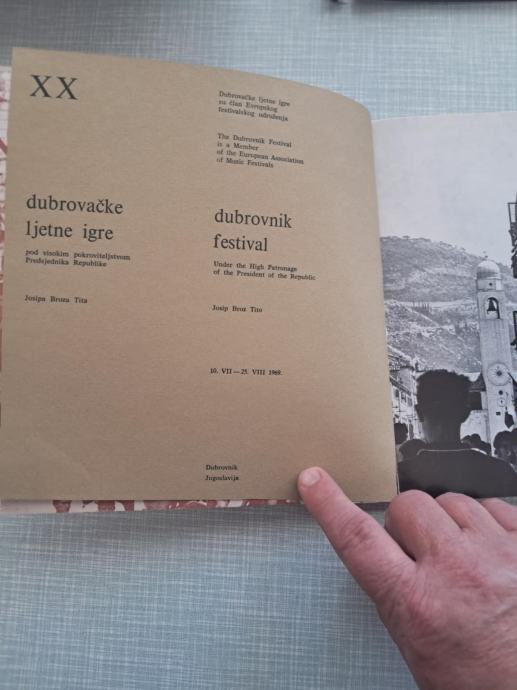 XX
Dubrovačke ljetne igre
su član Evropskog
festivalskog udruženja
The Dubrovnik Festival
is a Member
of the European Association
of Music Festivals
dubrovačke
ljetne igre
pod visokim pokroviteljstvom
Predsjednika Republike
Josipa Broza Tita
dubrovnik
festival
Under the High Patronage
of the President of the Republic
Josip Broz Tito
10. VII — 25. VIII 1969.
Dubrovnik
Jugoslavija